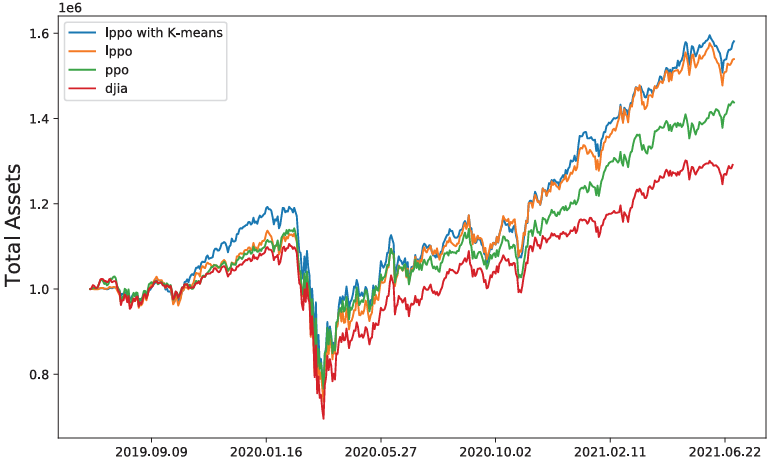 1e6
lppo with K-means
lppo
ppo
djia
Total Assets
1.6
1.4
1.2
1.0
0.8
2019.09.09 2020.01.16 2020.05.27 2020.10.02 2021.02.11 2021.06.22